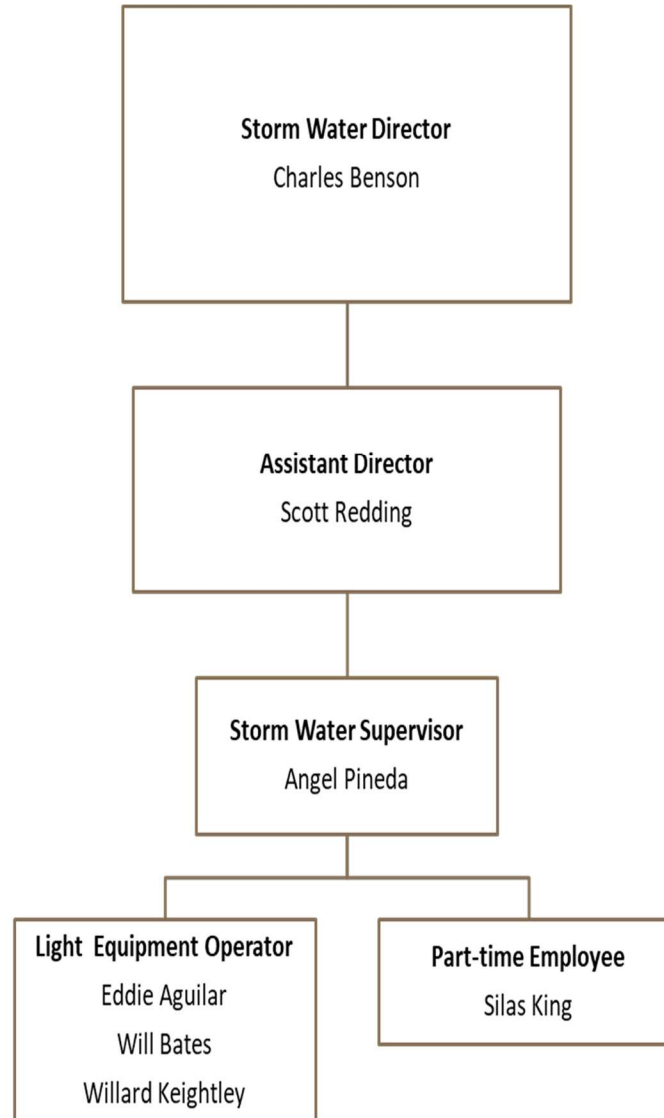 Storm Water Director
Charles Benson
Assistant Director
Scott Redding
Storm Water Supervisor
Angel Pineda
Light Equipment Operator
Eddie Aguilar
Will Bates
Willard Keightley
Part-time Employee
Silas King